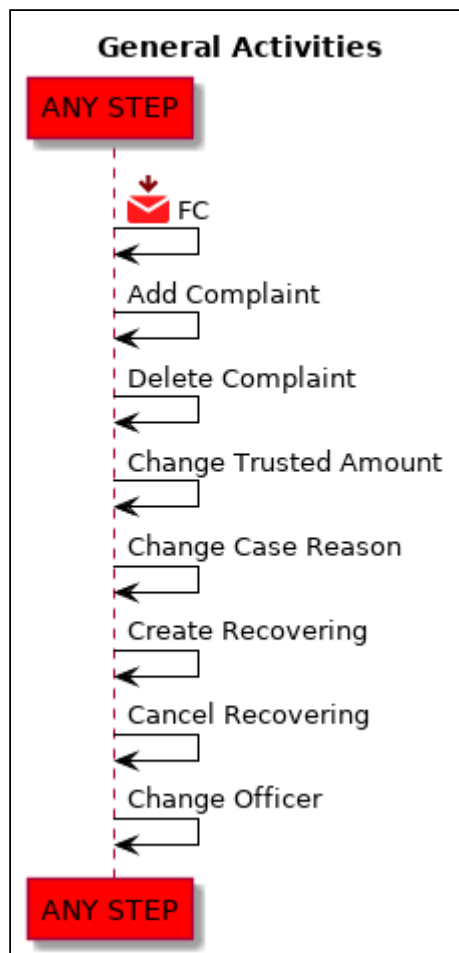 General Activities
ANY STEP
FC
Add Complaint
Delete Complaint
Change Trusted Amount
Change Case Reason
Create Recovering
Cancel Recovering
Change Officer
ANY STEP